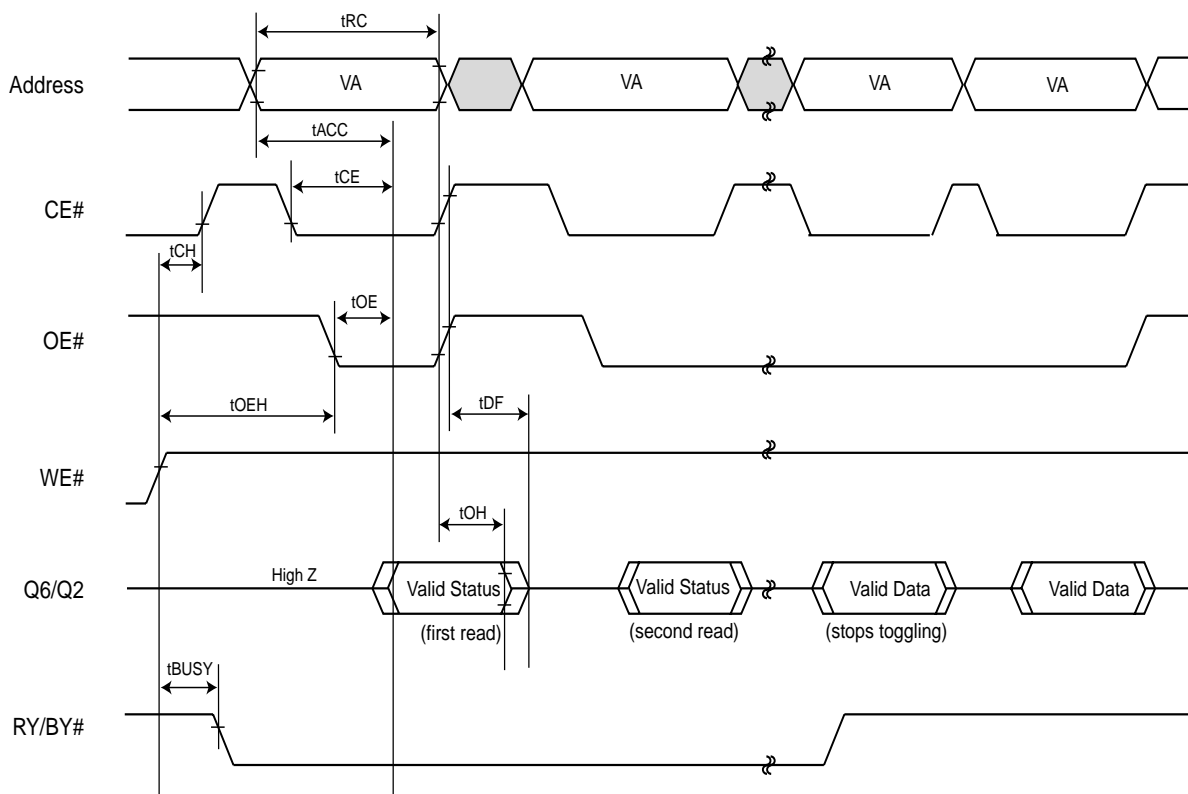 tRC
Address
VA
VA
VA
VA
tACC
tCE
CE#
tCH
tOE
OE#
tOEH
tDF
WE#
tOH
Q6/Q2
High Z
Valid Status
Valid Status
Valid Data
Valid Data
(first read)
(second read)
(stops toggling)
tBUSY
RY/BY#